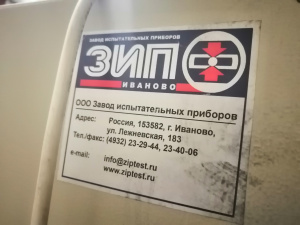 ЗАВОД ИСПЫТАТЕЛЬНЫХ ПРИБОРОВ
ЗИП
ИВАНОВО
ООО Завод испытательных приборов
Адрес: Россия, 153582, г. Иваново,
ул. Лежневская, 183
Тел./факс: (4932) 23-29-44, 23-40-06
e-mail: info@ziptest.ru
www.ziptest.ru